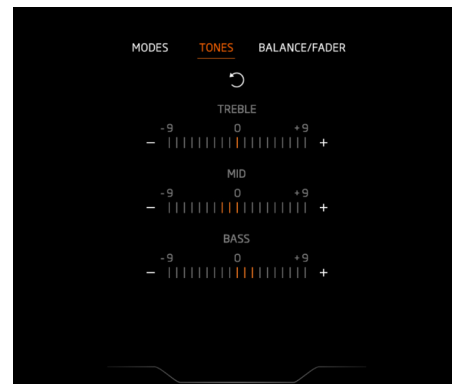 MODES TONES BALANCE/FADER
TREBLE
-9 0 +9
- +
MID
-9 0 +9
- +
BASS
-9 0 +9
- +